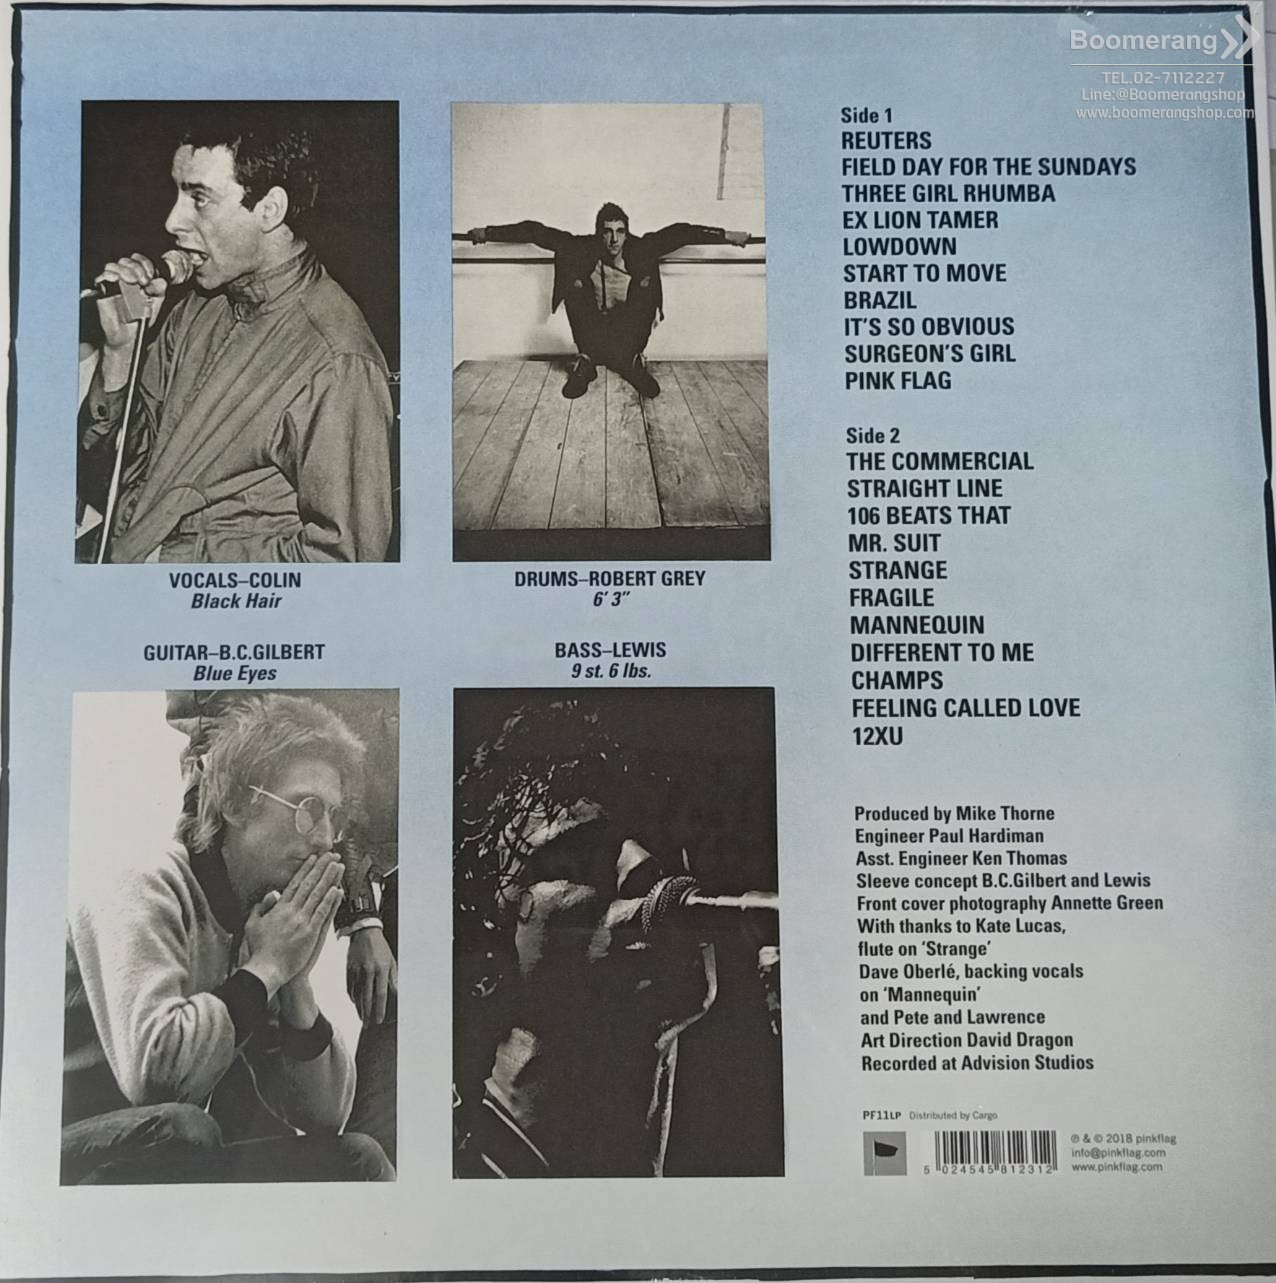 Boomerang
TEL.02-7112227
Line:@Boomerangshop
www.boomerangshop.com
VOCALS–COLIN
Black Hair
DRUMS–ROBERT GREY
6' 3"
GUITAR–B.C.GILBERT
Blue Eyes
BASS–LEWIS
9 st. 6 lbs.
Side 1
REUTERS
FIELD DAY FOR THE SUNDAYS
THREE GIRL RHUMBA
EX LION TAMER
LOWDOWN
START TO MOVE
BRAZIL
IT'S SO OBVIOUS
SURGEON'S GIRL
PINK FLAG
Side 2
THE COMMERCIAL
STRAIGHT LINE
106 BEATS THAT
MR. SUIT
STRANGE
FRAGILE
MANNEQUIN
DIFFERENT TO ME
CHAMPS
FEELING CALLED LOVE
12XU
Produced by Mike Thorne
Engineer Paul Hardiman
Asst. Engineer Ken Thomas
Sleeve concept B.C.Gilbert and Lewis
Front cover photography Annette Green
With thanks to Kate Lucas,
flute on 'Strange'
Dave Oberlé, backing vocals
on 'Mannequin'
and Pete and Lawrence
Art Direction David Dragon
Recorded at Advision Studios
PF11LP Distributed by Cargo
℗ & © 2018 pinkflag
info@pinkflag.com
www.pinkflag.com
5 024545 812312